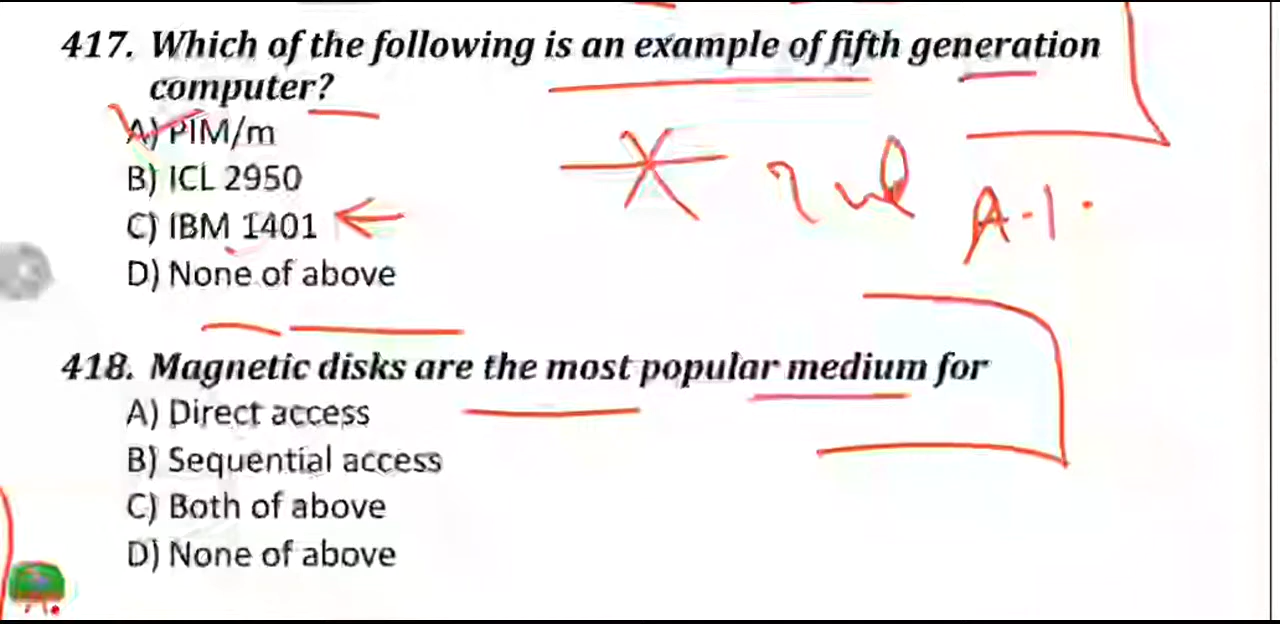 417. Which of the following is an example of fifth generation
computer?
A) PIM/m
B) ICL 2950
C) IBM 1401
D) None of above
2nd
A.I.
418. Magnetic disks are the most popular medium for
A) Direct access
B) Sequential access
C) Both of above
D) None of above